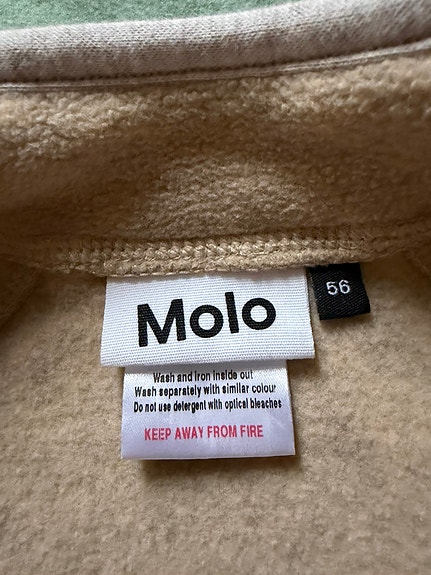 Molo
56
Wash and iron inside out
Wash separately with similar colour
Do not use detergent with optical bleaches
KEEP AWAY FROM FIRE